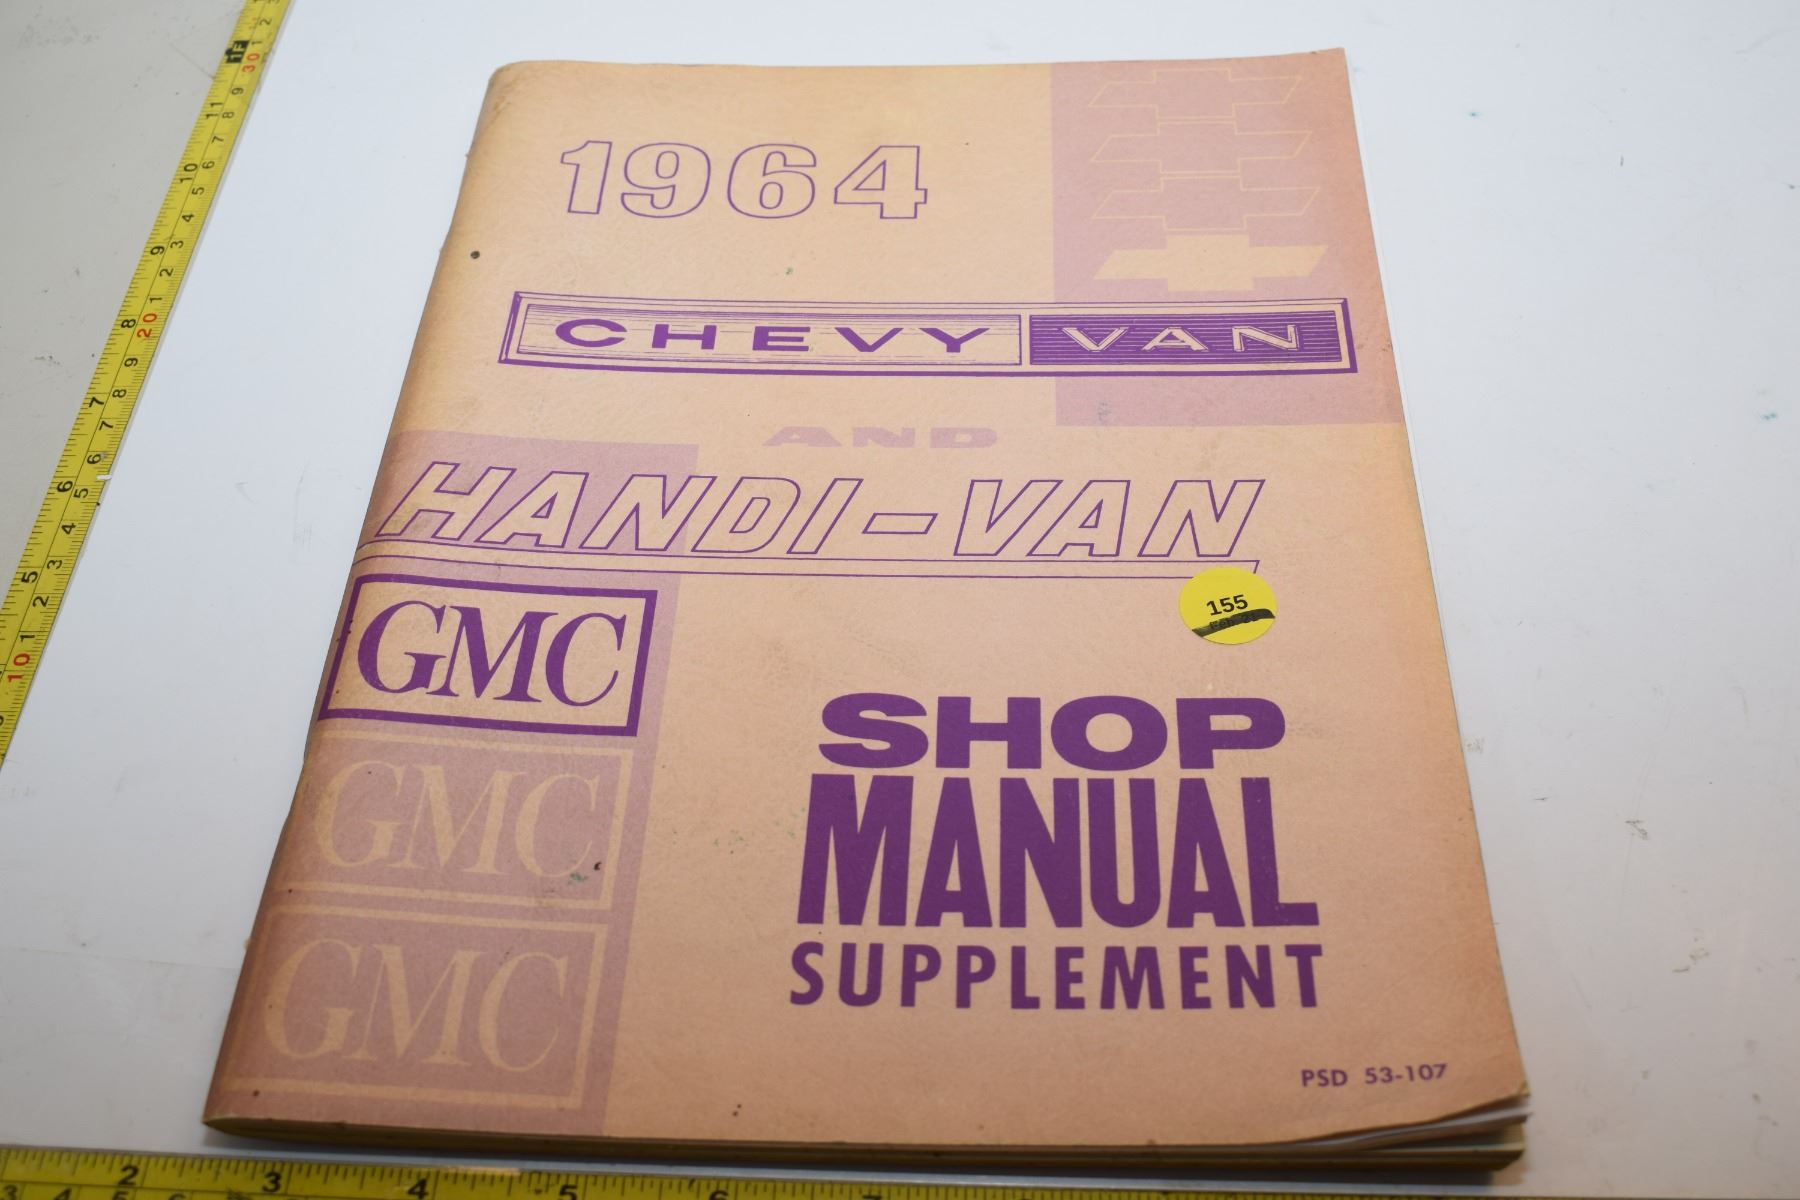 1964
CHEVY VAN
AND
HANDI-VAN
GMC
155
SHOP
MANUAL
SUPPLEMENT
GMC
GMC
PSD 53-107